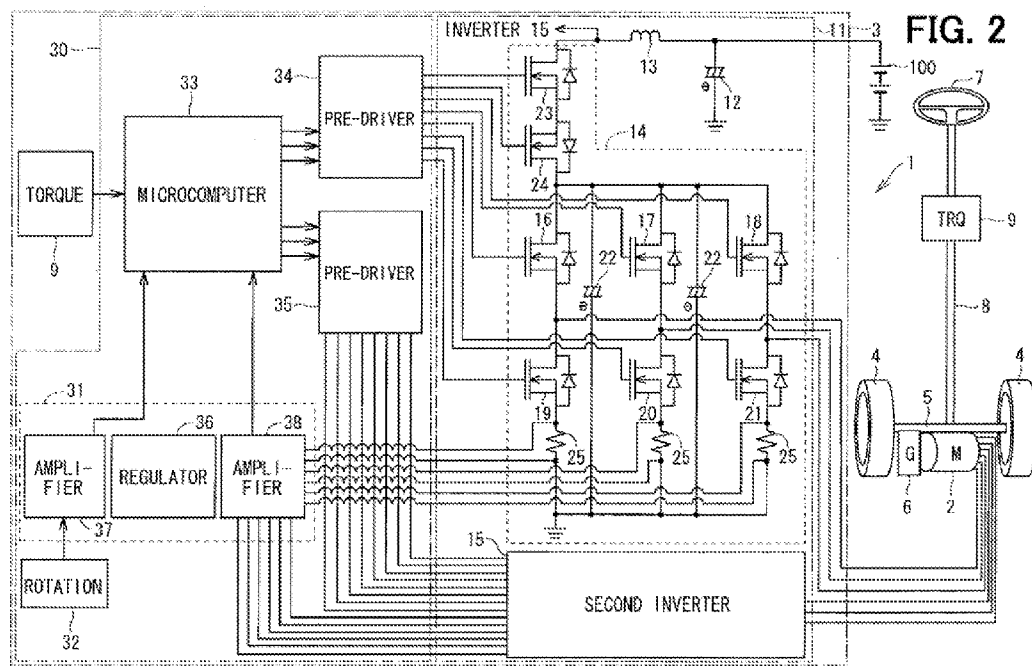 FIG. 2
INVERTER 15
11
3
30
13
12
100
7
34
33
PRE-DRIVER
23
14
24
1
TORQUE
9
MICROCOMPUTER
16
17
18
22
22
TRQ
9
PRE-DRIVER
35
8
4
4
5
31
36
38
19
20
21
25
25
25
AMPLI-
FIER
REGULATOR
AMPLI-
FIER
37
G
M
6
2
ROTATION
32
15
SECOND INVERTER